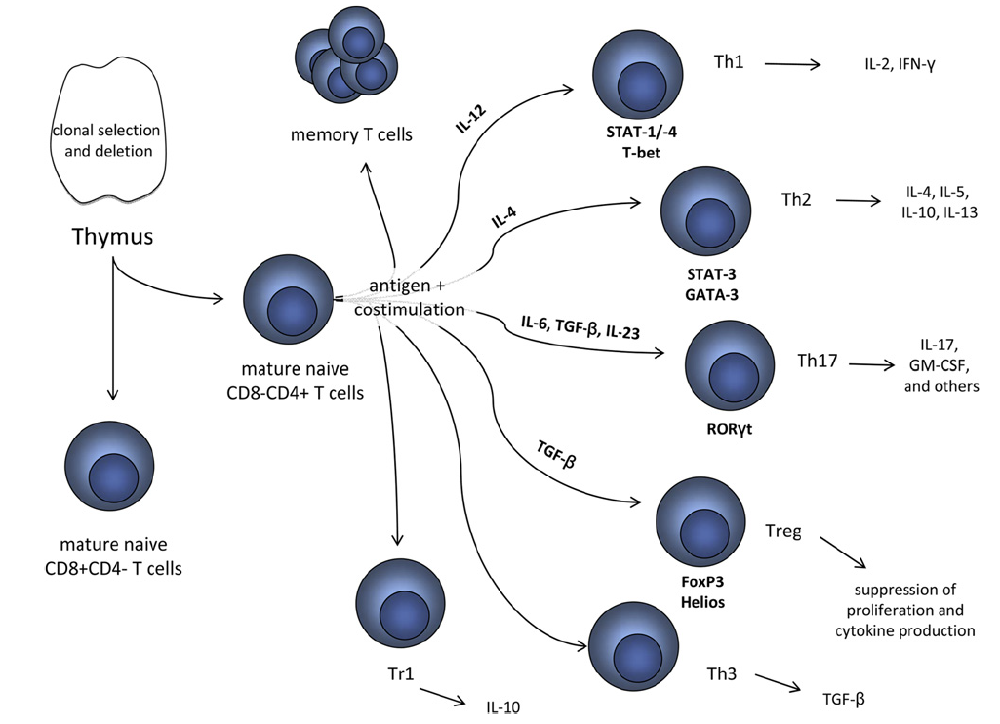 clonal selection
and deletion
Thymus
mature naive
CD8+CD4- T cells
mature naive
CD8-CD4+ T cells
memory T cells
antigen +
costimulation
IL-12
STAT-1/-4
T-bet
Th1
IL-2, IFN-γ
IL-4
STAT-3
GATA-3
Th2
IL-4, IL-5,
IL-10, IL-13
IL-6, TGF-β, IL-23
RORγt
Th17
IL-17,
GM-CSF,
and others
TGF-β
FoxP3
Helios
Treg
suppression of
proliferation and
cytokine production
Tr1
IL-10
Th3
TGF-β